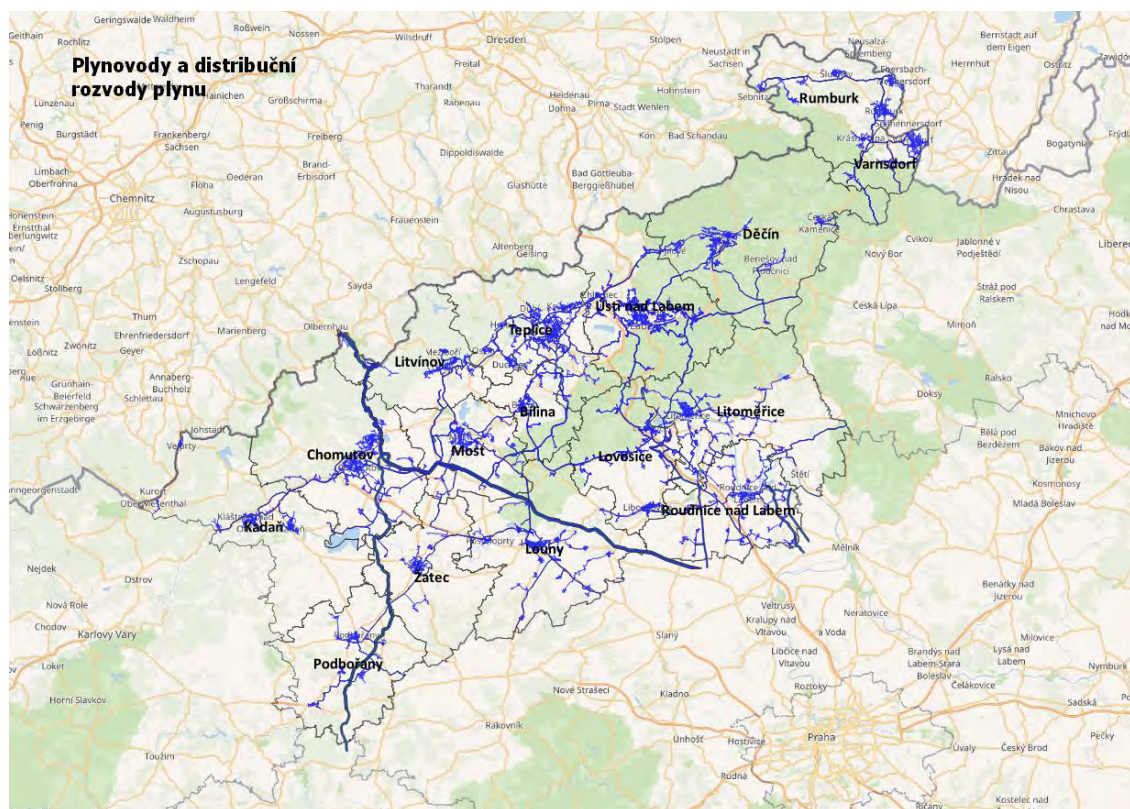 Plynovody a distribuční
rozvody plynu
Geringswalde
Waldheim
Roßwein
Nossen
Wilsdruff
Dresden
Stolpen
Neustadt in
Sachsen
Bernstadt auf
dem Eigen
Geithain
Rochlitz
Hartha
Freital
Heidenau
Dohna
Pirna
Stadt Wehlen
Hohnstein
Sebnitz
Herrnhut
Ostritz
Lunzenau
Hainichen
Großschirma
Tharandt
Rabenau
Penig
Burgstädt
Frankenberg/
Sachsen
Freiberg
Dippoldiswalde
Bad Schandau
Rumburk
Bogatynia
Limbach-
Oberfrohna
Oederan
Brand-
Erbisdorf
Glashütte
Bad Gottleuba-
Berggießhübel
Varnsdorf
Zittau
Hrádek nad
Nisou
Chemnitz
Flöha
Augustusburg
Frauenstein
Chrastava
Zschopau
Altenberg
Geising
Děčín
Česká
Kamenice
Cvikov
Jablonné v
Podještědí
Nový Bor
Benešov nad
Ploučnicí
Oelsnitz
Stollberg
Lengefeld
Sayda
Stráž pod
Ralskem
Thum
Ehrenfriedersdorf
Geyer
Marienberg
Olbernhau
Ústí nad Labem
Česká Lípa
Mimoň
Teplice
Litvínov
Lößnitz
Zwönitz
Aue
Grünhain-
Beierfeld
Schwarzenberg
im Erzgebirge
Annaberg-
Buchholz
Schlettau
Bílina
Litoměřice
Doksy
Ralsko
Mnichovo
Hradiště
Jöhstadt
Vejprty
Most
Chomutov
Lovosice
Štětí
Bělá pod
Bezdězem
Bakov nad
Jizerou
Kosmonosy
Mladá Boleslav
Kurort
Oberwiesenthal
Kadaň
Roudnice nad Labem
Louny
Mělník
Žatec
Nejdek
Ostrov
Nová Role
Chodov
Karlovy Vary
Loket
Horní Slavkov
Podbořany
Slaný
Veltrusy
Kralupy nad
Vltavou
Neratovice
a Voda
Benátky nad
Jizerou
Milovice
Lysá nad
Labem
Libčice nad
Vltavou
Brandýs nad
Labem-Stará
Boleslav
Nymburk
Čelákovice
Sadská
Nové Strašecí
Kladno
Roztoky
Rakovník
Unhošť
Hostivice
Praha
Toužim
Úvaly
Český Brod
Pečky
Rudná
Říčany
Kostelec nad